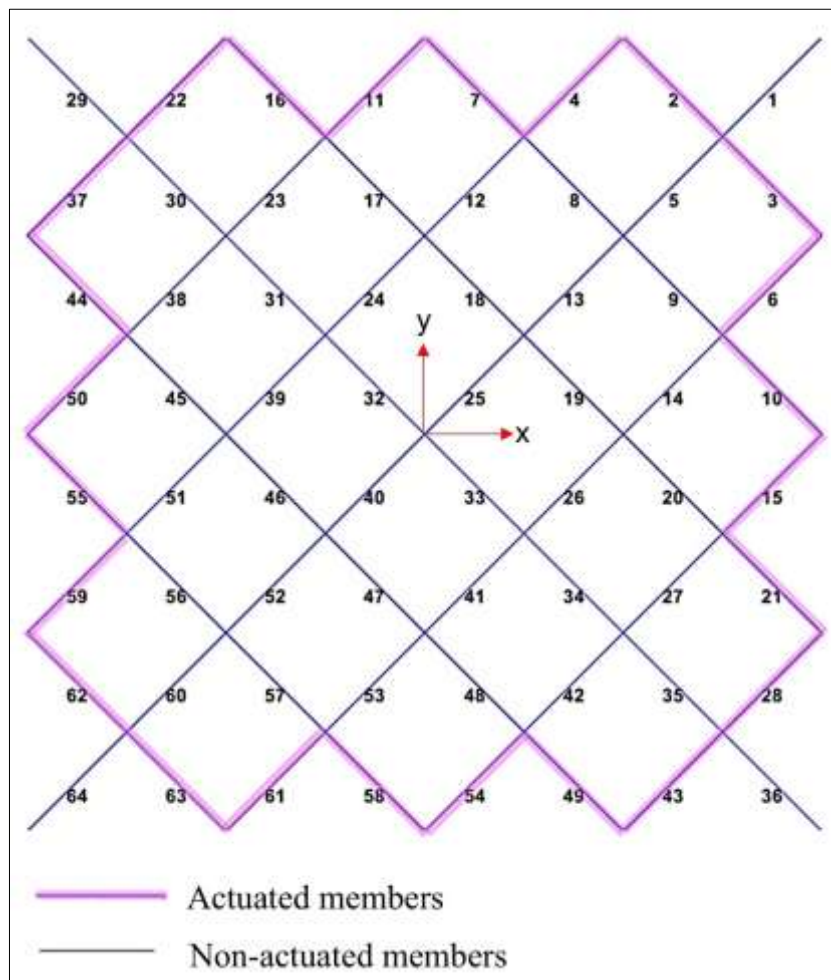 29 22 16 11 7 4 2 1
37 30 23 17 12 8 5 3
44 38 31 24 18 13 9 6
y
50 45 39 32 25 19 14 10
x
55 51 46 40 33 26 20 15
59 56 52 47 41 34 27 21
62 60 57 53 48 42 35 28
64 63 61 58 54 49 43 36
Actuated members
Non-actuated members